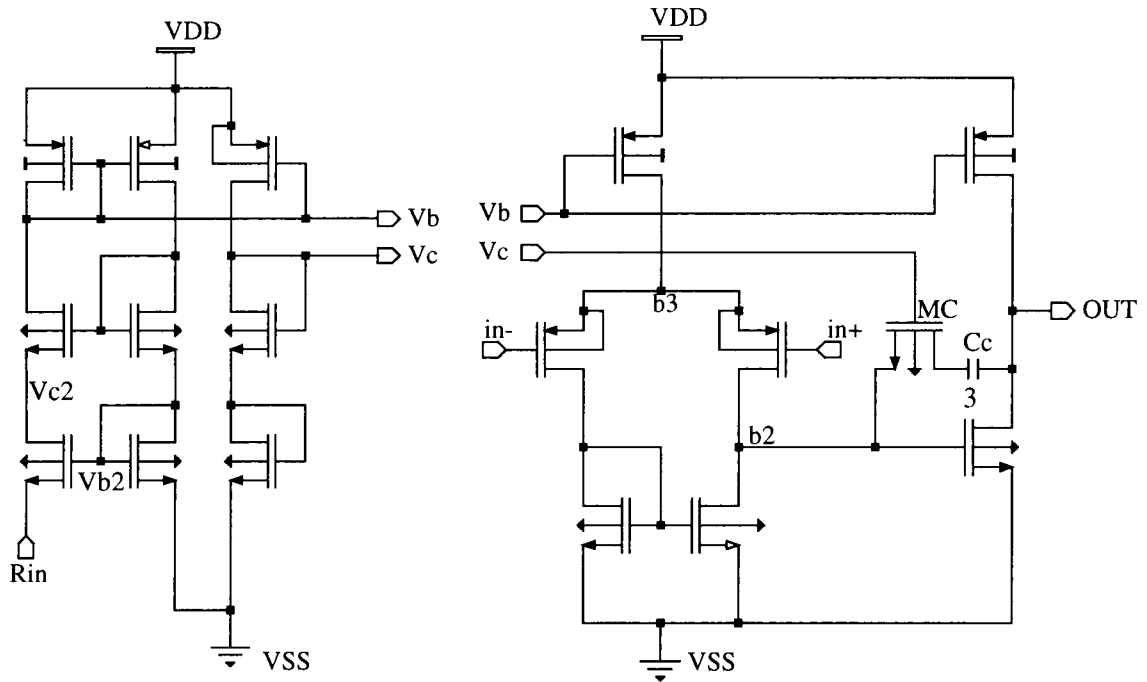 VDD
VDD
Vb
Vb
Vc
Vc
b3
MC
OUT
in-
in+
Cc
Vc2
3
b2
Vb2
Rin
VSS
VSS